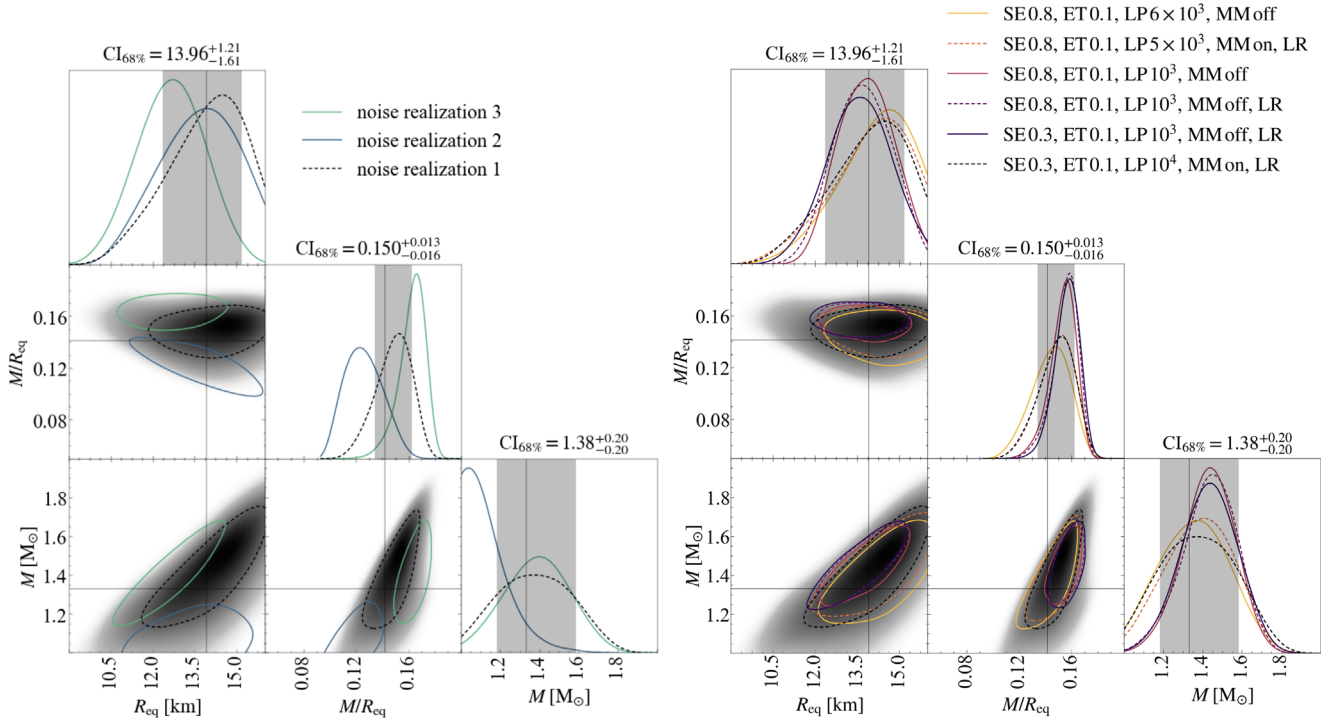 CI68% = 13.96 +1.21 −1.61
noise realization 3
noise realization 2
noise realization 1
CI68% = 0.150 +0.013 −0.016
CI68% = 1.38 +0.20 −0.20
M/Req
0.16
0.12
0.08
M [M⊙]
1.8
1.6
1.4
1.2
10.5 12.0 13.5 15.0
0.08 0.12 0.16
1.2 1.4 1.6 1.8
Req [km]
M/Req
M [M⊙]
SE 0.8, ET 0.1, LP 6 × 10³, MM off
SE 0.8, ET 0.1, LP 5 × 10³, MM on, LR
SE 0.8, ET 0.1, LP 10³, MM off
SE 0.8, ET 0.1, LP 10³, MM off, LR
SE 0.3, ET 0.1, LP 10³, MM off, LR
SE 0.3, ET 0.1, LP 10⁴, MM on, LR
CI68% = 13.96 +1.21 −1.61
CI68% = 0.150 +0.013 −0.016
CI68% = 1.38 +0.20 −0.20
M/Req
0.16
0.12
0.08
M [M⊙]
1.8
1.6
1.4
1.2
10.5 12.0 13.5 15.0
0.08 0.12 0.16
1.2 1.4 1.6 1.8
Req [km]
M/Req
M [M⊙]